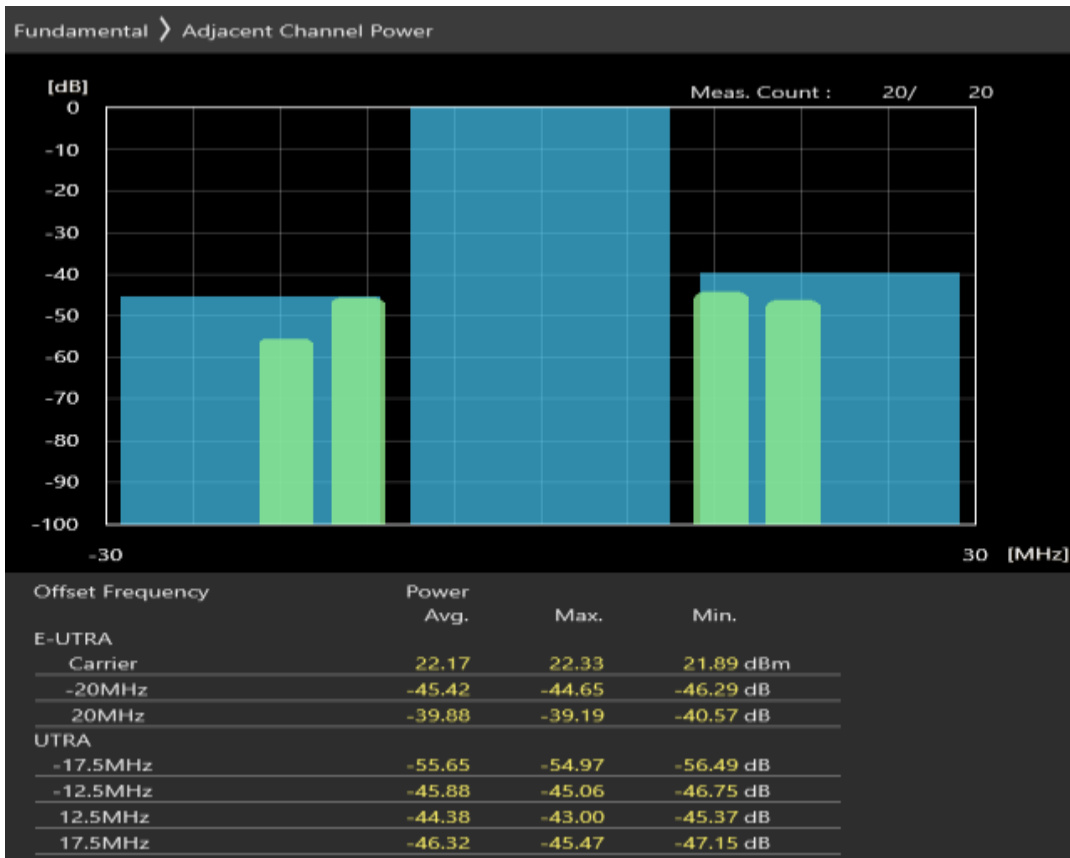 Fundamental ❭ Adjacent Channel Power
[dB]
Meas. Count : 20/ 20
0
-10
-20
-30
-40
-50
-60
-70
-80
-90
-100
-30 30 [MHz]
Offset Frequency Power
Avg. Max. Min.
E-UTRA
Carrier 22.17 22.33 21.89 dBm
-20MHz -45.42 -44.65 -46.29 dB
20MHz -39.88 -39.19 -40.57 dB
UTRA
-17.5MHz -55.65 -54.97 -56.49 dB
-12.5MHz -45.88 -45.06 -46.75 dB
12.5MHz -44.38 -43.00 -45.37 dB
17.5MHz -46.32 -45.47 -47.15 dB